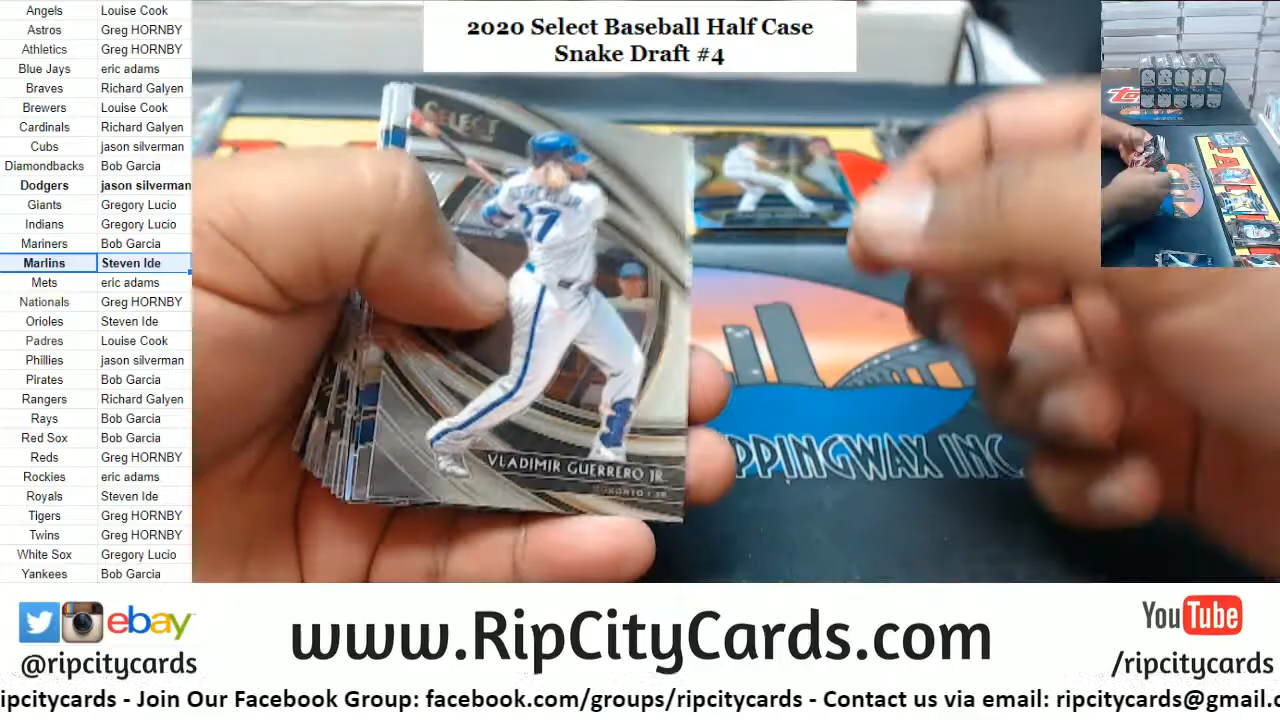 2020 Select Baseball Half Case
Snake Draft #4
Angels Louise Cook
Astros Greg HORNBY
Athletics Greg HORNBY
Blue Jays eric adams
Braves Richard Galyen
Brewers Louise Cook
Cardinals Richard Galyen
Cubs jason silverman
Diamondbacks Bob Garcia
Dodgers jason silverman
Giants Gregory Lucio
Indians Gregory Lucio
Mariners Bob Garcia
Marlins Steven Ide
Mets eric adams
Nationals Greg HORNBY
Orioles Steven Ide
Padres Louise Cook
Phillies jason silverman
Pirates Bob Garcia
Rangers Richard Galyen
Rays Bob Garcia
Red Sox Bob Garcia
Reds Greg HORNBY
Rockies eric adams
Royals Steven Ide
Tigers Greg HORNBY
Twins Greg HORNBY
White Sox Gregory Lucio
Yankees Bob Garcia
SELECT
27
VLADIMIR GUERRERO JR.
PPINGWAX INC
ebay
@ripcitycards
www.RipCityCards.com
YouTube
/ripcitycards
ripcitycards - Join Our Facebook Group: facebook.com/groups/ripcitycards - Contact us via email: ripcitycards@gmail.c